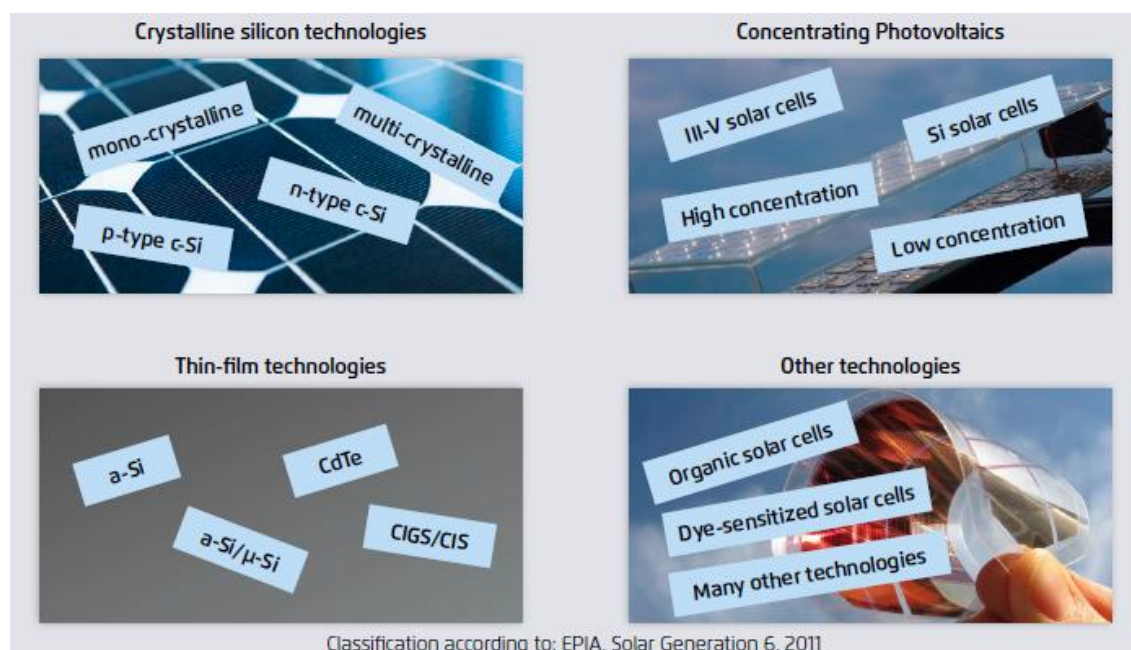 Crystalline silicon technologies
mono-crystalline
multi-crystalline
n-type c-Si
p-type c-Si
Concentrating Photovoltaics
III-V solar cells
Si solar cells
High concentration
Low concentration
Thin-film technologies
a-Si
CdTe
a-Si/μ-Si
CIGS/CIS
Other technologies
Organic solar cells
Dye-sensitized solar cells
Many other technologies
Classification according to: EPIA, Solar Generation 6, 2011